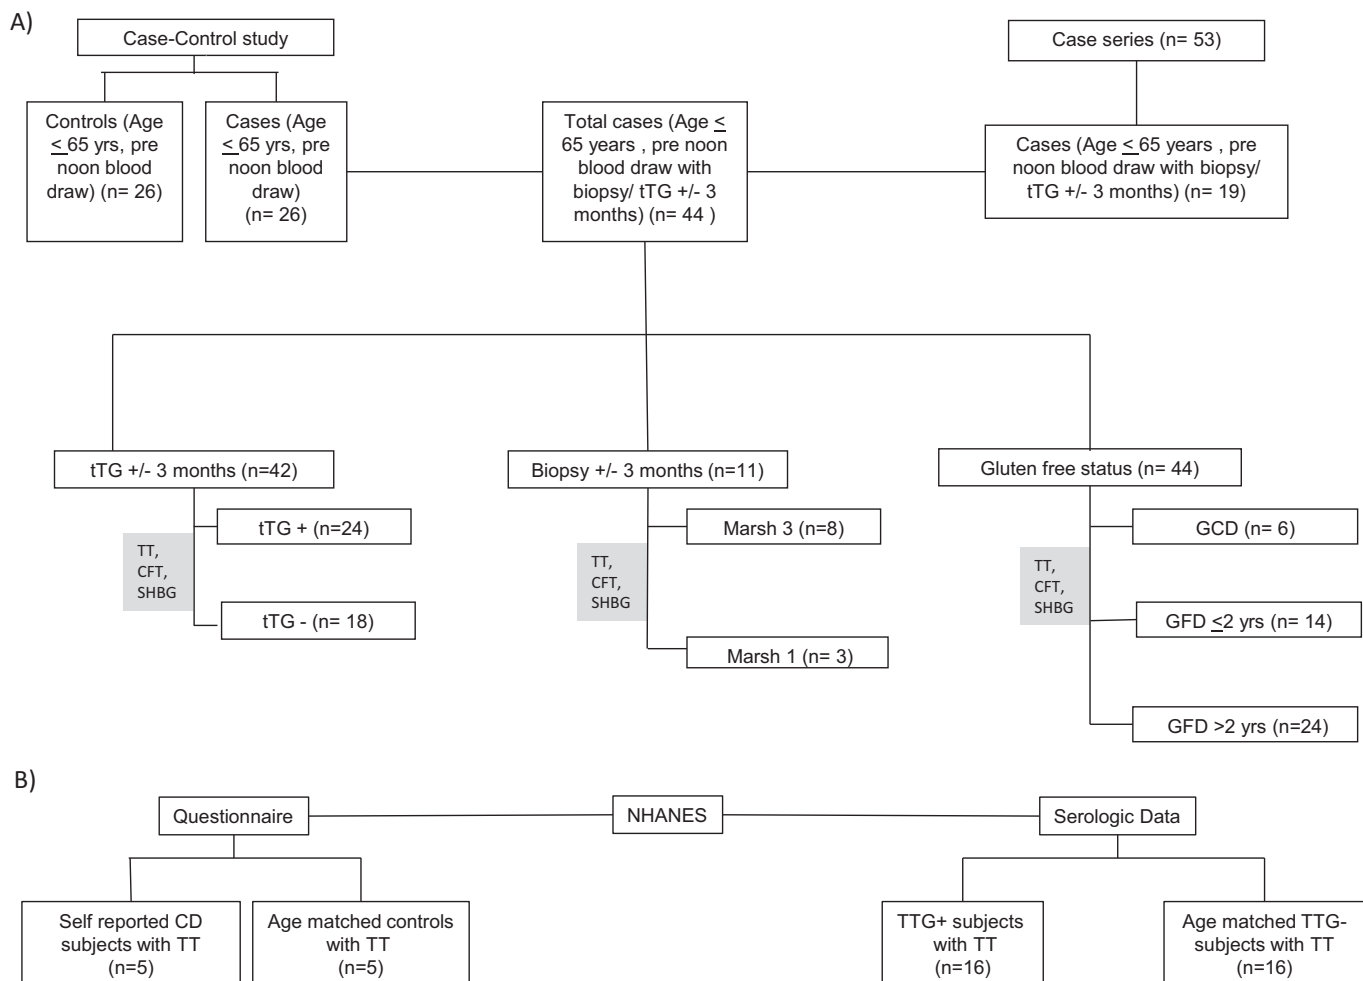 A)
Case-Control study
Case series (n= 53)
Controls (Age
< 65 yrs, pre
noon blood
draw) (n= 26)
Cases (Age
< 65 yrs, pre
noon blood
draw)
(n= 26)
Total cases (Age <
65 years , pre noon
blood draw with
biopsy/ tTG +/- 3
months) (n= 44 )
Cases (Age < 65 years , pre
noon blood draw with biopsy/
tTG +/- 3 months) (n= 19)
tTG +/- 3 months (n=42)
tTG + (n=24)
TT,
CFT,
SHBG
tTG - (n= 18)
Biopsy +/- 3 months (n=11)
Marsh 3 (n=8)
TT,
CFT,
SHBG
Marsh 1 (n= 3)
Gluten free status (n= 44)
GCD (n= 6)
TT,
CFT,
SHBG
GFD <2 yrs (n= 14)
GFD >2 yrs (n=24)
B)
Questionnaire
NHANES
Serologic Data
Self reported CD
subjects with TT
(n=5)
Age matched controls
with TT
(n=5)
TTG+ subjects
with TT
(n=16)
Age matched TTG-
subjects with TT
(n=16)